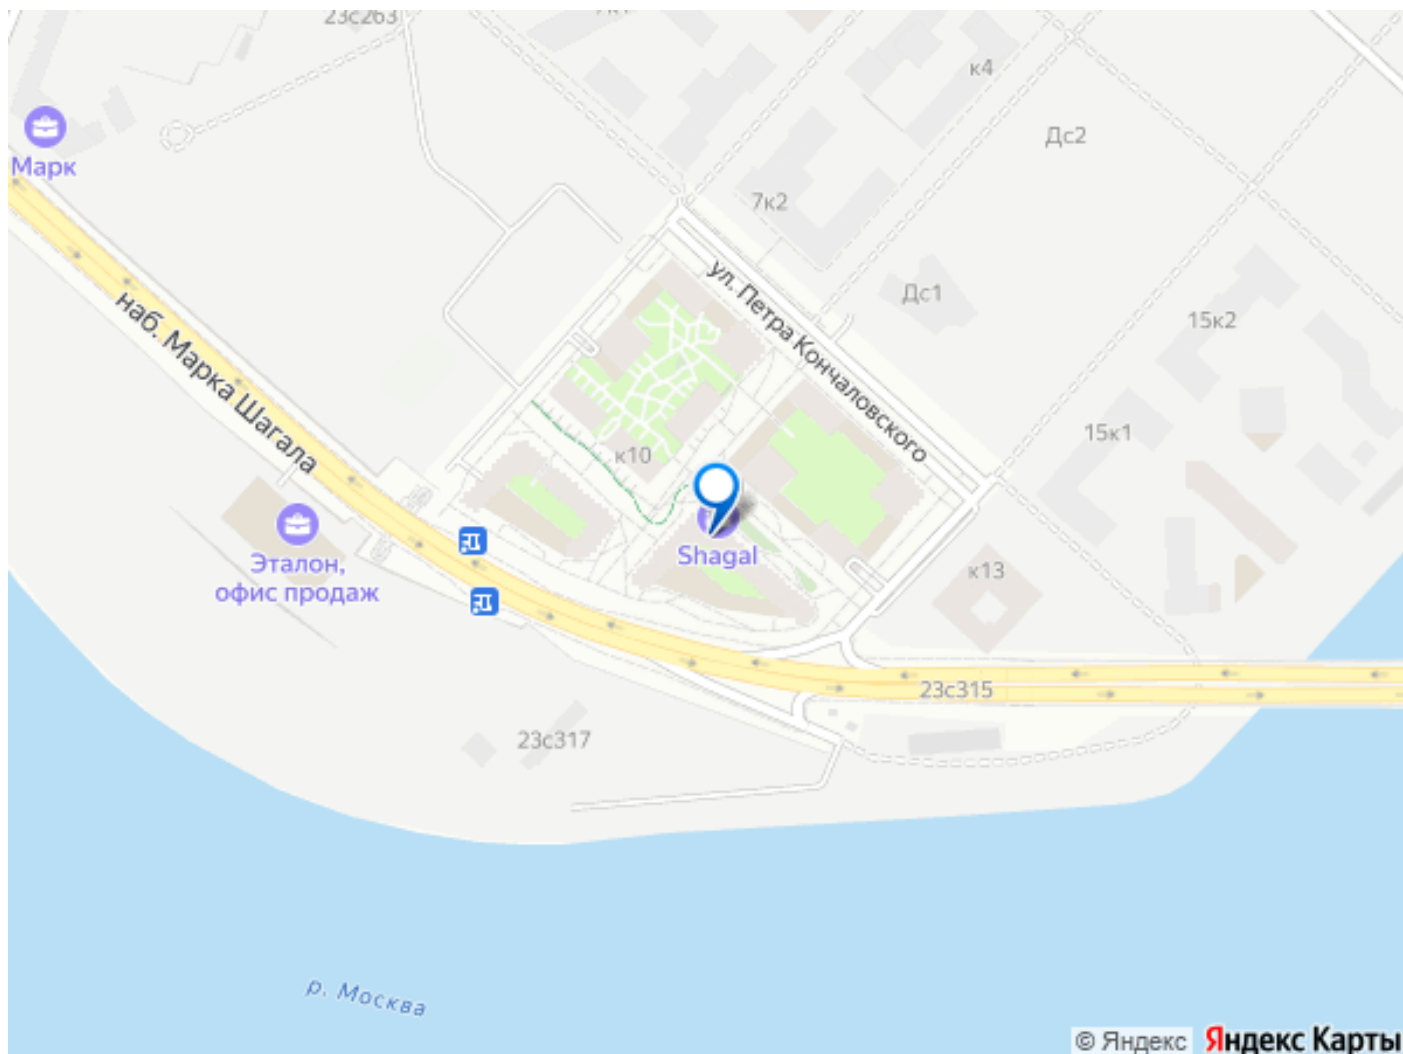 23с263
к4
Марк
Дс2
7к2
ул. Петра Кончаловского
Дс1
наб. Марка Шагала
15к2
15к1
к10
Shagal
Эталон,
офис продаж
к13
23с315
23с317
р. Москва
© Яндекс Яндекс Карты